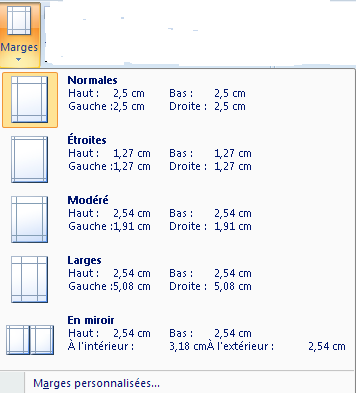 Marges
Normales
Haut : 2,5 cm Bas : 2,5 cm
Gauche :2,5 cm Droite : 2,5 cm
Étroites
Haut : 1,27 cm Bas : 1,27 cm
Gauche :1,27 cm Droite : 1,27 cm
Modéré
Haut : 2,54 cm Bas : 2,54 cm
Gauche :1,91 cm Droite : 1,91 cm
Larges
Haut : 2,54 cm Bas : 2,54 cm
Gauche :5,08 cm Droite : 5,08 cm
En miroir
Haut : 2,54 cm Bas : 2,54 cm
À l'intérieur : 3,18 cmÀ l'extérieur : 2,54 cm
Marges personnalisées...